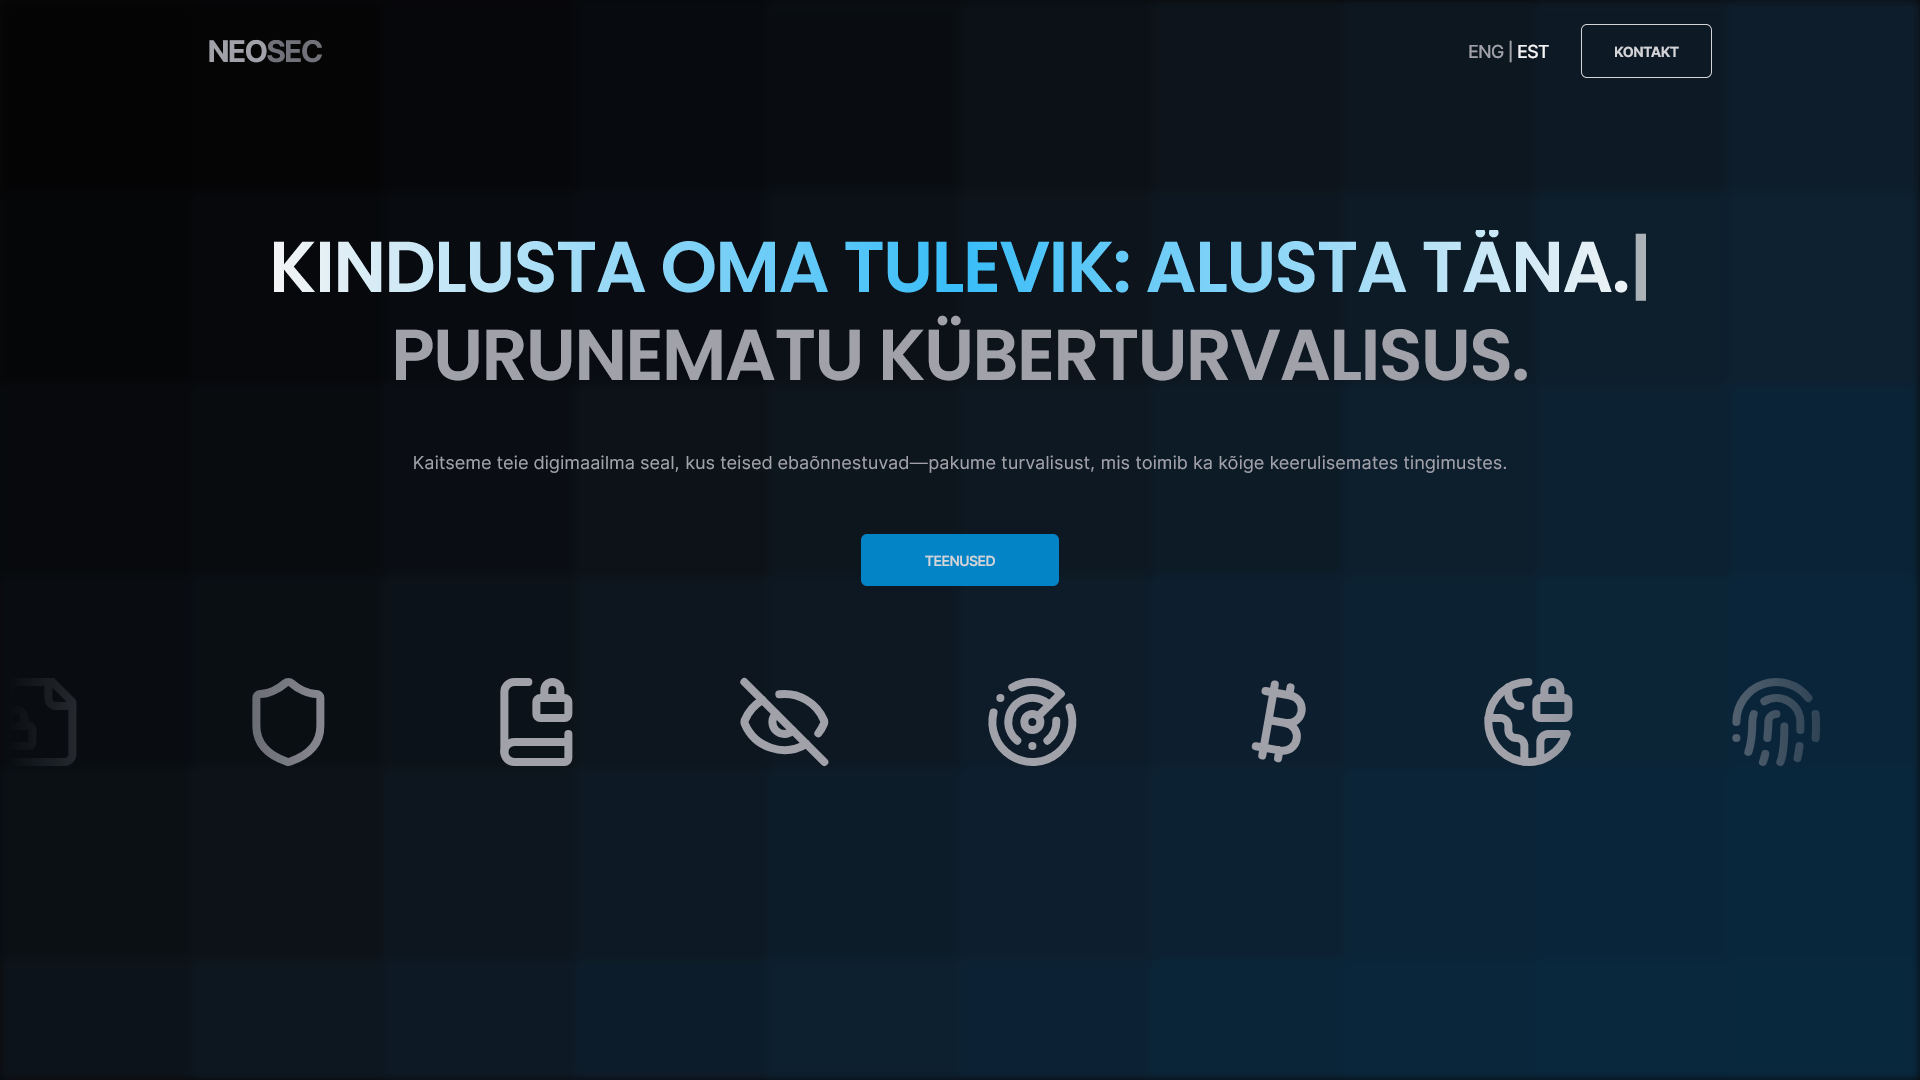 NEOSEC
ENG | EST
KONTAKT
KINDLUSTA OMA TULEVIK: ALUSTA TÄNA.|
PURUNEMATU KÜBERTURVALISUS.
Kaitseme teie digimaailma seal, kus teised ebaõnnestuvad—pakume turvalisust, mis toimib ka kõige keerulisemates tingimustes.
TEENUSED